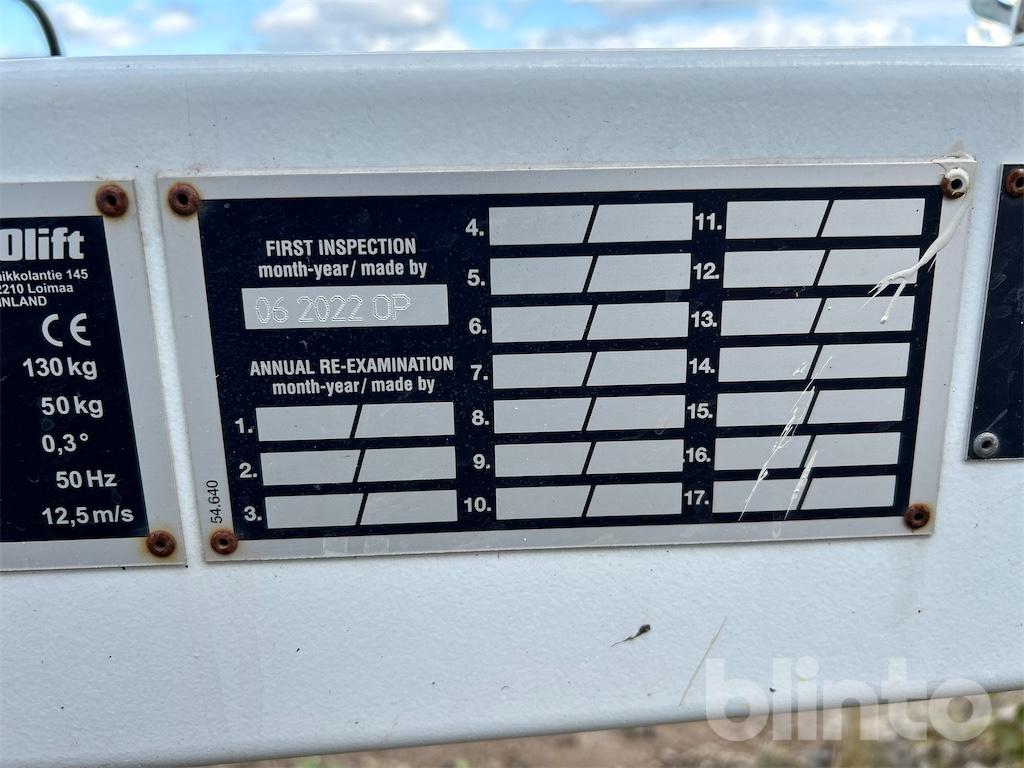 Olift
145
2210 Loimaa
INLAND
CE
130 kg
50 kg
0,3°
50 Hz
12,5 m/s
FIRST INSPECTION
month-year/ made by
06 2022 OP
ANNUAL RE-EXAMINATION
month-year/ made by
1.
2.
3.
4.
5.
6.
7.
8.
9.
10.
11.
12.
13.
14.
15.
16.
17.
54.640
blinto